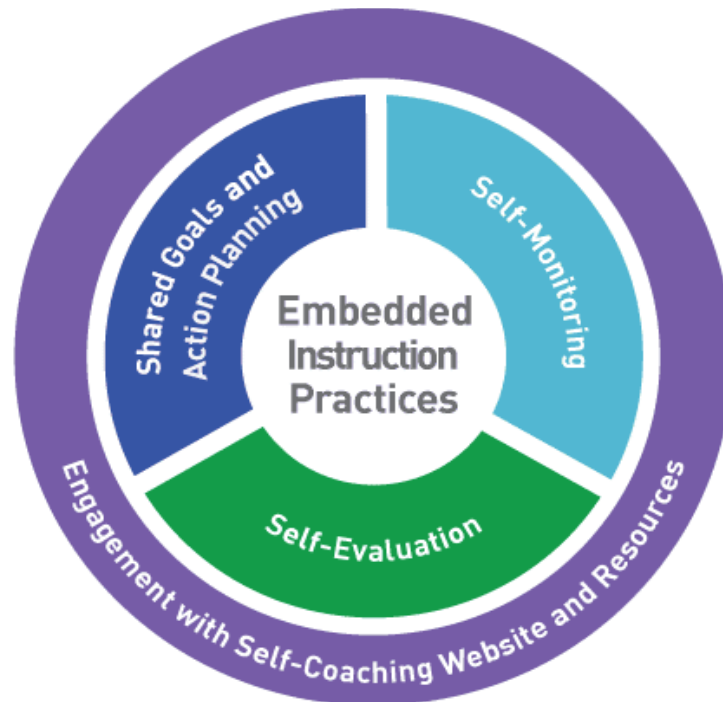 Shared Goals and
Action Planning
Self-Monitoring
Embedded
Instruction
Practices
Self-Evaluation
Engagement with Self-Coaching Website and Resources